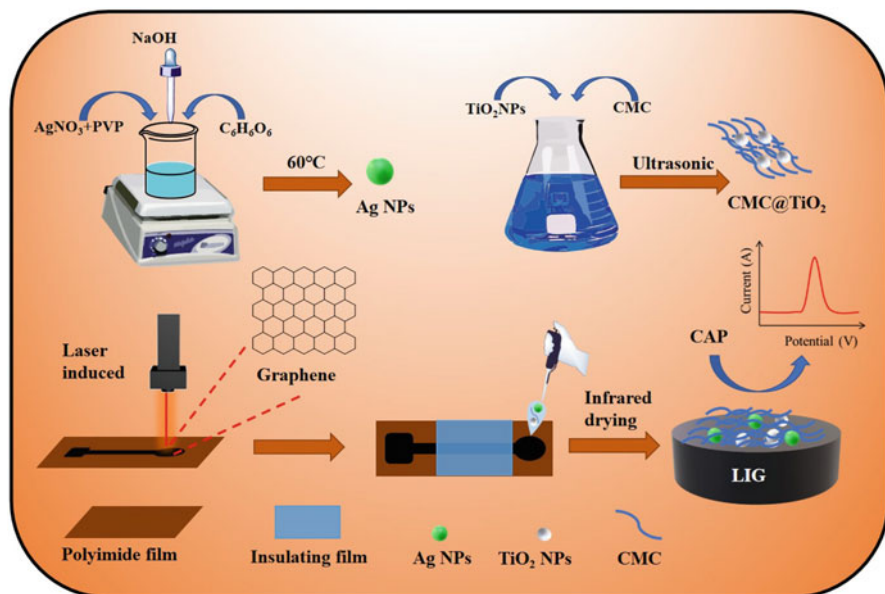 NaOH
AgNO₃+PVP
C₆H₆O₆
60℃
Ag NPs
TiO₂NPs
CMC
Ultrasonic
CMC@TiO₂
Laser
induced
Graphene
Infrared
drying
CAP
Current (A)
Potential (V)
LIG
Polyimide film
Insulating film
Ag NPs
TiO₂ NPs
CMC